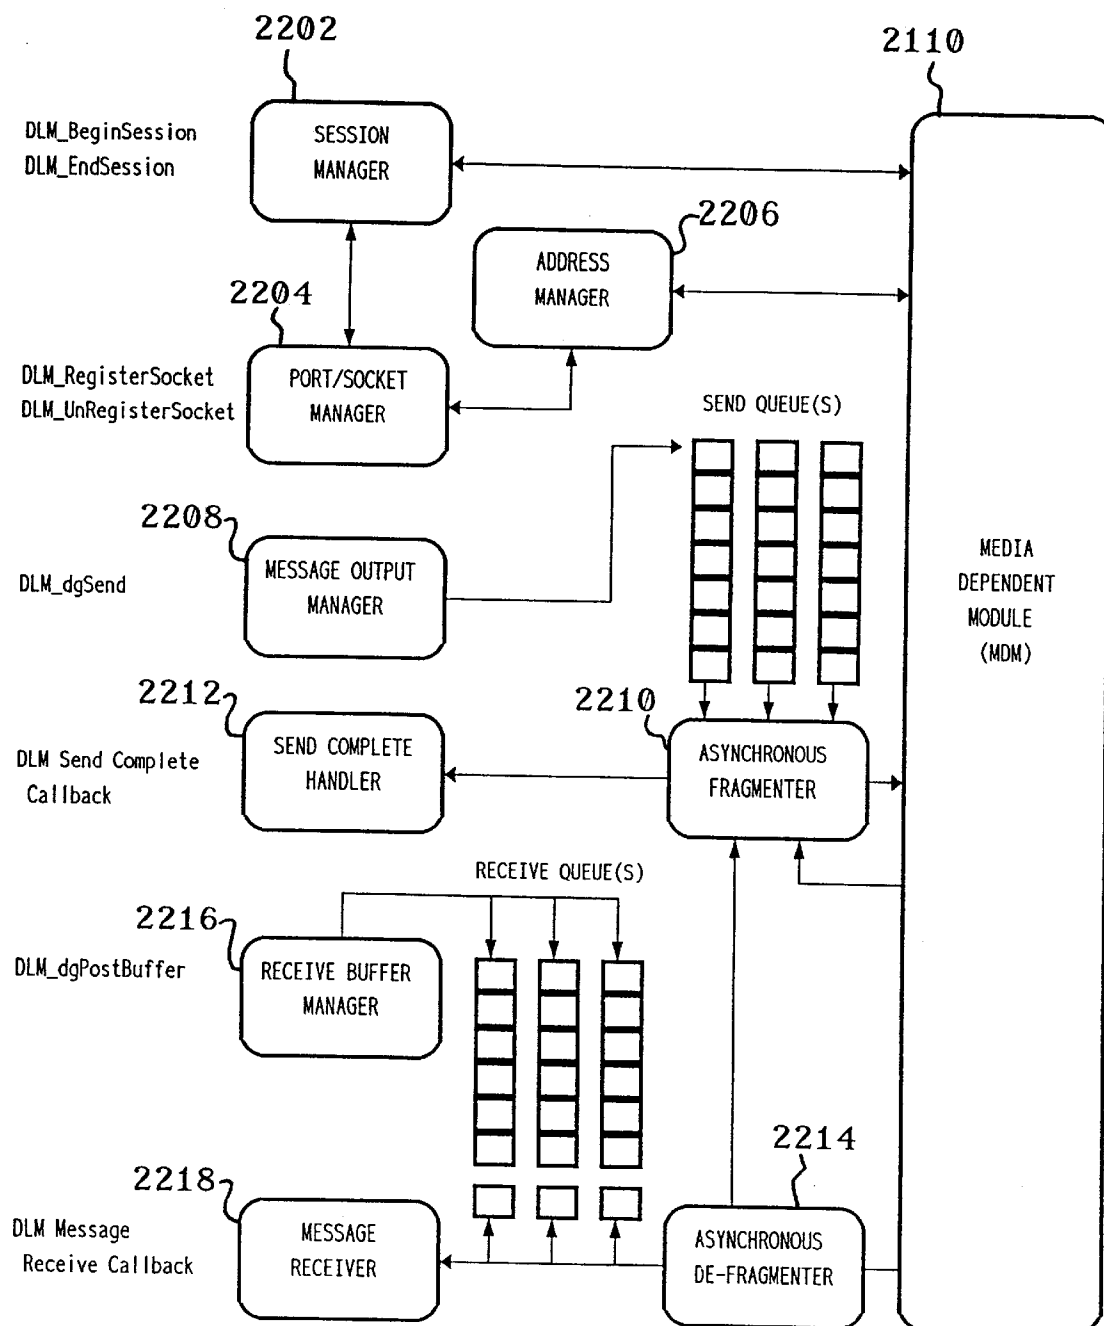 2202
2110
DLM_BeginSession
DLM_EndSession
SESSION
MANAGER
2206
ADDRESS
MANAGER
2204
DLM_RegisterSocket
DLM_UnRegisterSocket
PORT/SOCKET
MANAGER
SEND QUEUE(S)
2208
DLM_dgSend
MESSAGE OUTPUT
MANAGER
MEDIA
DEPENDENT
MODULE
(MDM)
2212
2210
DLM Send Complete
Callback
SEND COMPLETE
HANDLER
ASYNCHRONOUS
FRAGMENTER
RECEIVE QUEUE(S)
2216
DLM_dgPostBuffer
RECEIVE BUFFER
MANAGER
2214
2218
DLM Message
Receive Callback
MESSAGE
RECEIVER
ASYNCHRONOUS
DE-FRAGMENTER